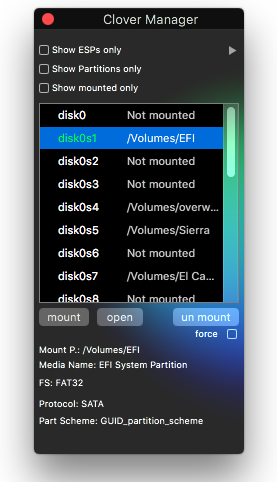 Clover Manager
Show ESPs only
Show Partitions only
Show mounted only
disk0 Not mounted
disk0s1 /Volumes/EFI
disk0s2 Not mounted
disk0s3 Not mounted
disk0s4 /Volumes/overw...
disk0s5 /Volumes/Sierra
disk0s6 Not mounted
disk0s7 /Volumes/El Ca...
disk0s8 Not mounted
mount open un mount
force
Mount P.: /Volumes/EFI
Media Name: EFI System Partition
FS: FAT32
Protocol: SATA
Part Scheme: GUID_partition_scheme